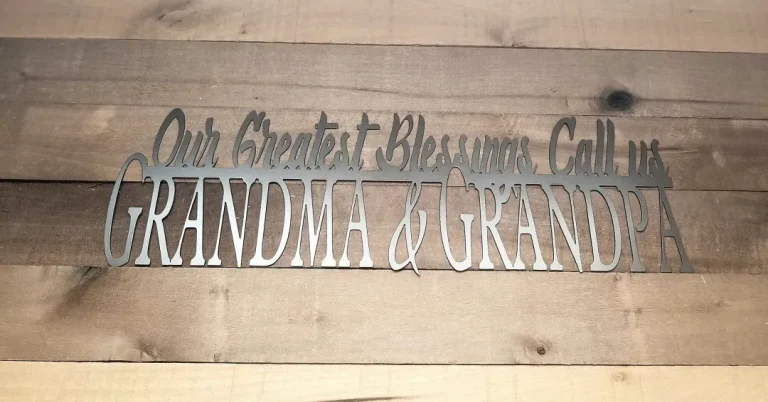 Our Greatest Blessings Call us
GRANDMA & GRANDPA